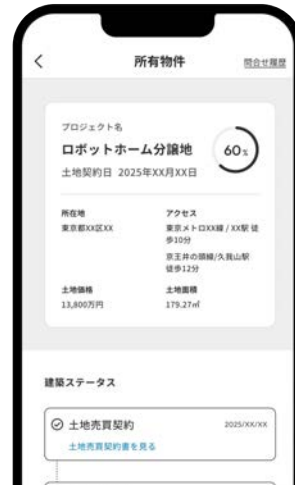 所有物件
問合せ履歴
プロジェクト名
ロボットホーム分譲地
60%
土地契約日 2025年XX月XX日
所在地
東京都XX区XX
アクセス
東京メトロXX線 / XX駅 徒
歩10分
京王井の頭線/久我山駅
徒歩12分
土地価格
13,800万円
土地面積
179.27㎡
建築ステータス
土地売買契約
2025/XX/XX
土地売買契約書を見る